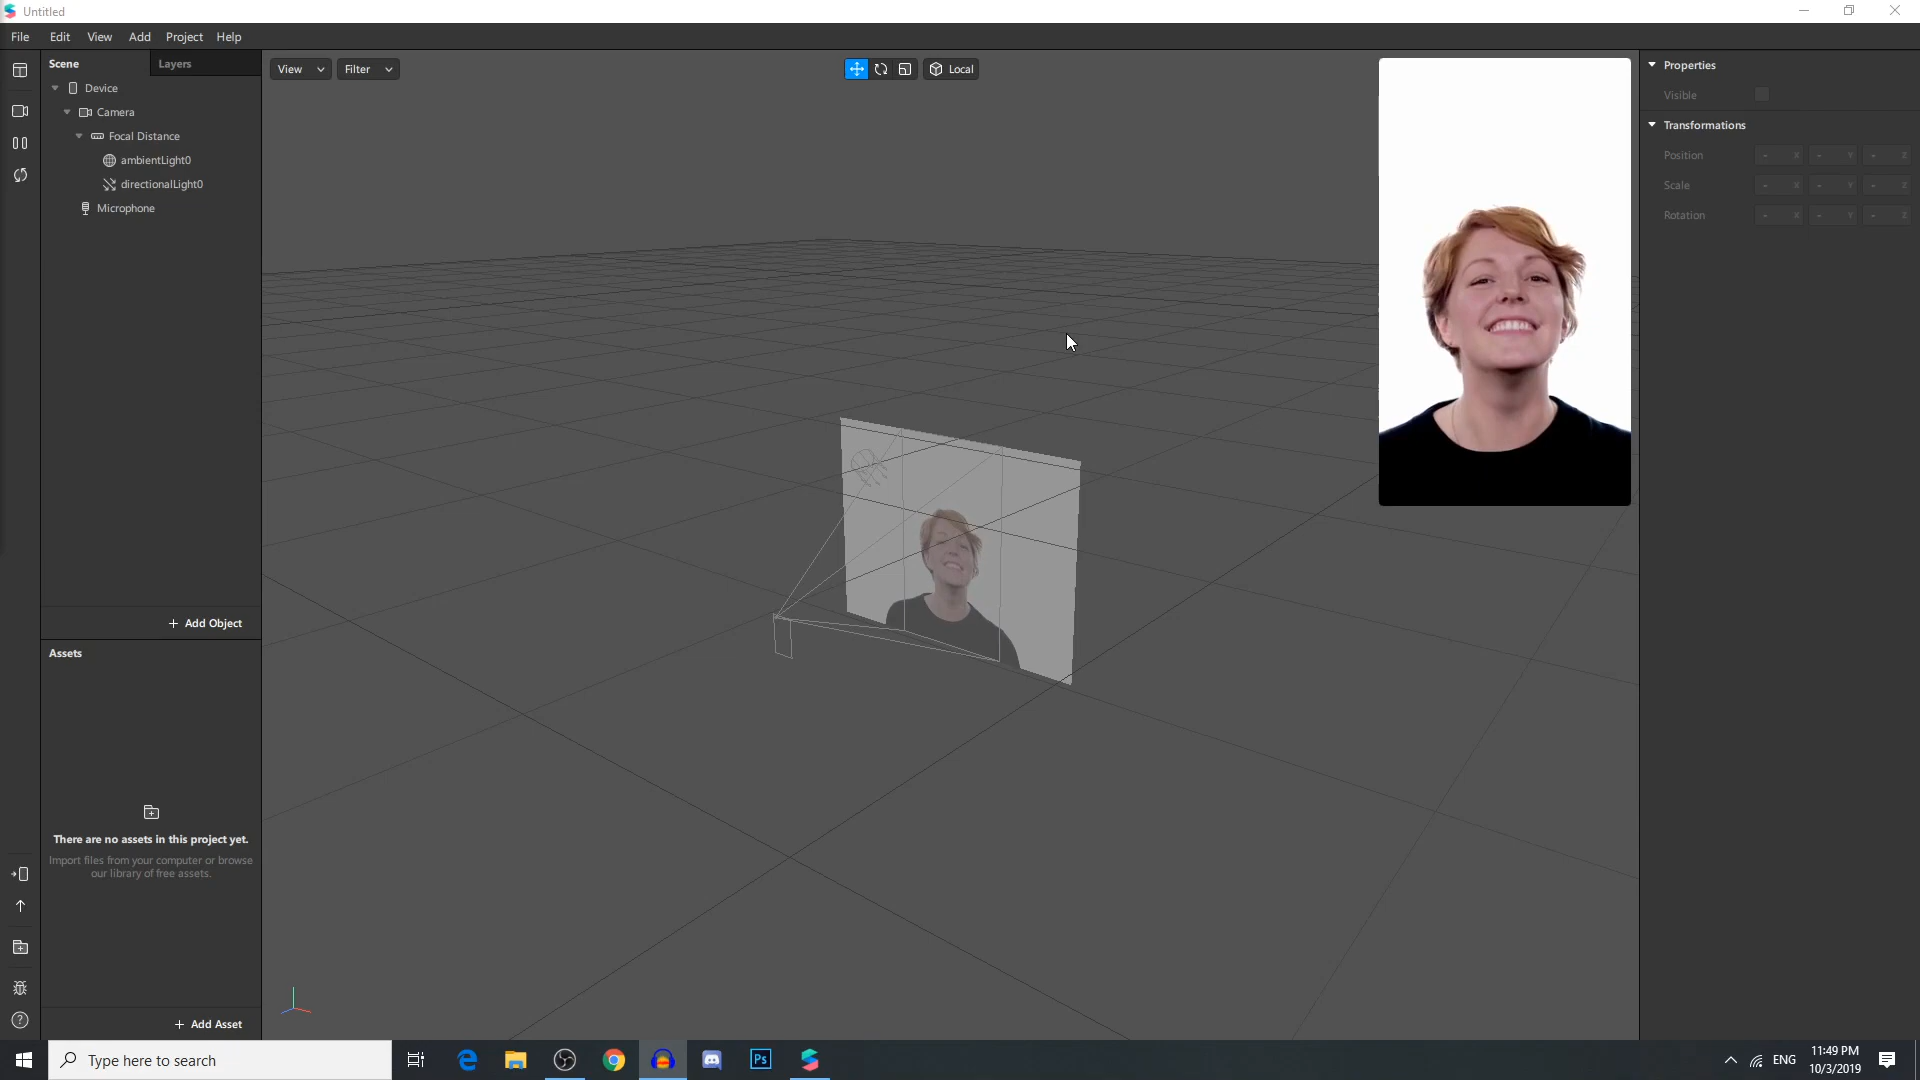 Untitled
File Edit View Add Project Help
Scene Layers
Device
Camera
Focal Distance
ambientLight0
directionalLight0
Microphone
+ Add Object
Assets
There are no assets in this project yet.
Import files from your computer or browse
our library of free assets.
+ Add Asset
View Filter
Local
Properties
Visible
Transformations
Position - X - Y - Z
Scale - X - Y - Z
Rotation - X - Y - Z
Type here to search
Ps
ENG
11:49 PM
10/3/2019